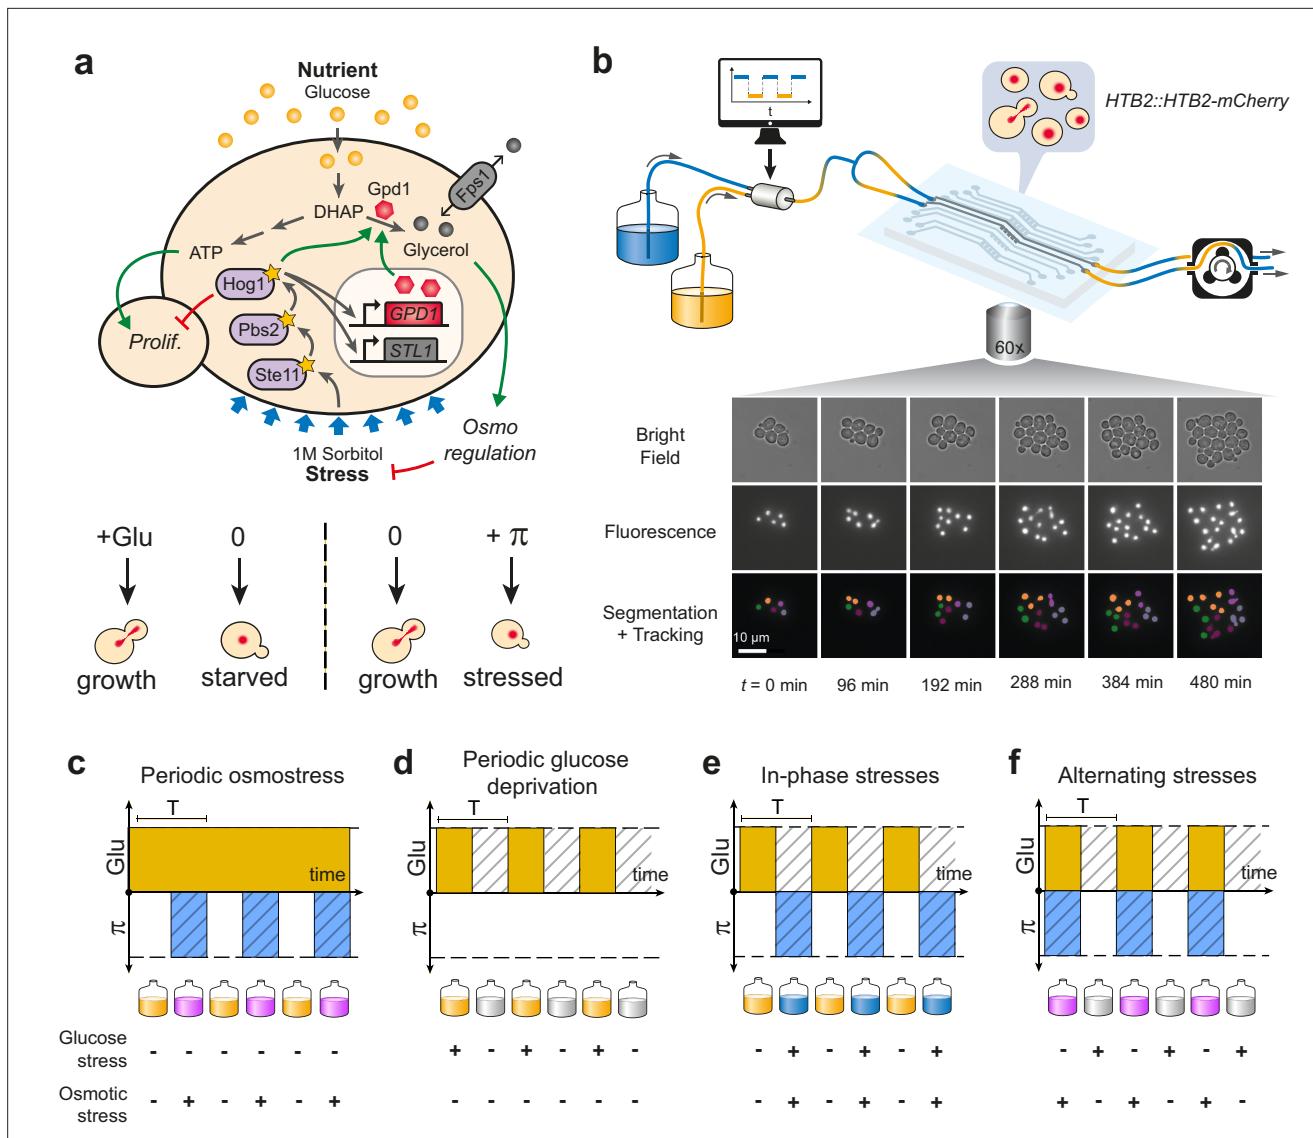 a
Nutrient
Glucose
Gpd1
Fps1
DHAP
Glycerol
ATP
Hog1
GPD1
Prolif.
Pbs2
STL1
Ste11
Osmo
regulation
1M Sorbitol
Stress
+Glu
0
0
+ π
growth
starved
growth
stressed
b
t
HTB2::HTB2-mCherry
60x
Bright
Field
Fluorescence
Segmentation
+ Tracking
10 µm
t = 0 min
96 min
192 min
288 min
384 min
480 min
c
Periodic osmostress
T
Glu
time
π
d
Periodic glucose
deprivation
T
Glu
time
π
e
In-phase stresses
T
Glu
time
π
f
Alternating stresses
T
Glu
time
π
Glucose
stress
- - - - - -
+ - + - + -
- + - + - +
- + - + - +
Osmotic
stress
- + - + - +
- - - - - -
- + - + - +
+ - + - + -